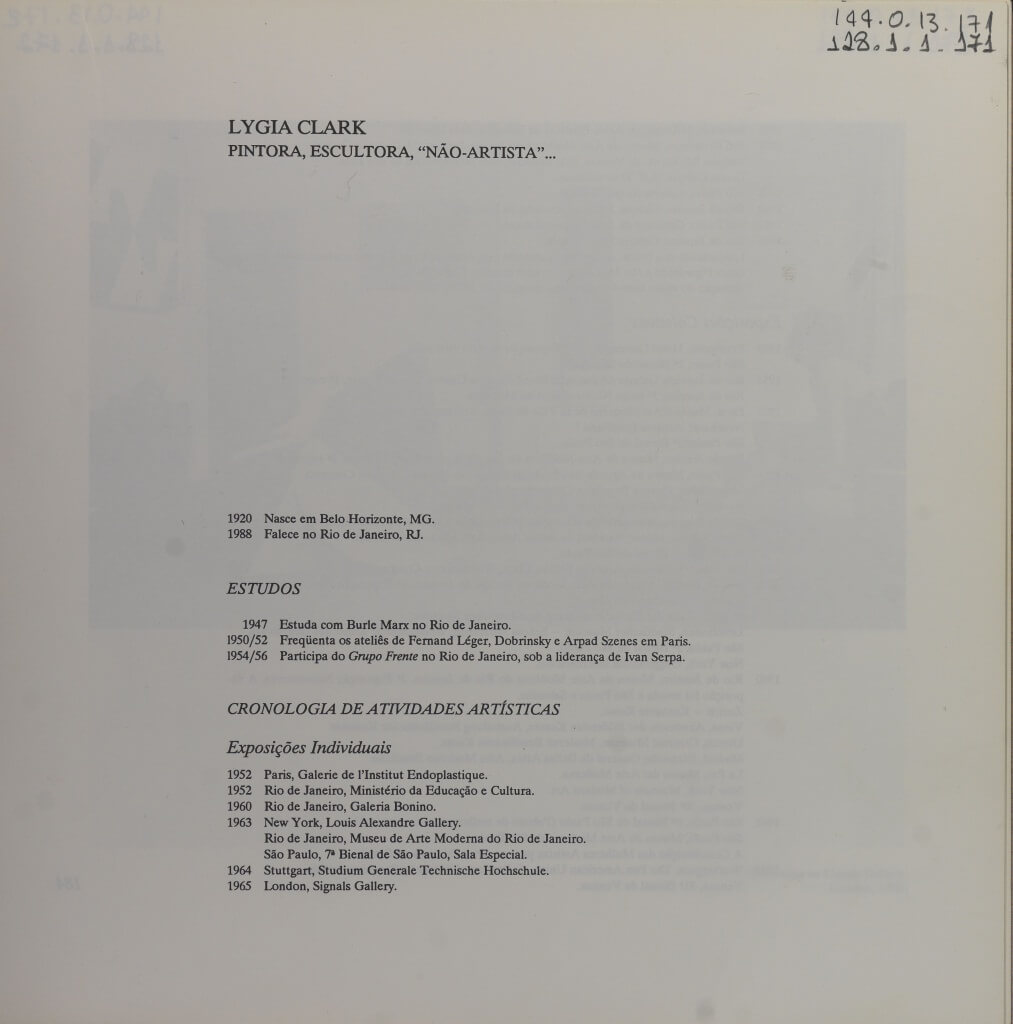 144.0.13.171
128.1.1.171
LYGIA CLARK
PINTORA, ESCULTORA, “NÃO-ARTISTA”...
1920 Nasce em Belo Horizonte, MG.
1988 Falece no Rio de Janeiro, RJ.
ESTUDOS
1947 Estuda com Burle Marx no Rio de Janeiro.
1950/52 Freqüenta os ateliês de Fernand Léger, Dobrinsky e Arpad Szenes em Paris.
1954/56 Participa do Grupo Frente no Rio de Janeiro, sob a liderança de Ivan Serpa.
CRONOLOGIA DE ATIVIDADES ARTÍSTICAS
Exposições Individuais
1952 Paris, Galerie de l’Institut Endoplastique.
1952 Rio de Janeiro, Ministério da Educação e Cultura.
1960 Rio de Janeiro, Galeria Bonino.
1963 New York, Louis Alexandre Gallery.
Rio de Janeiro, Museu de Arte Moderna do Rio de Janeiro.
São Paulo, 7ª Bienal de São Paulo, Sala Especial.
1964 Stuttgart, Studium Generale Technische Hochschule.
1965 London, Signals Gallery.